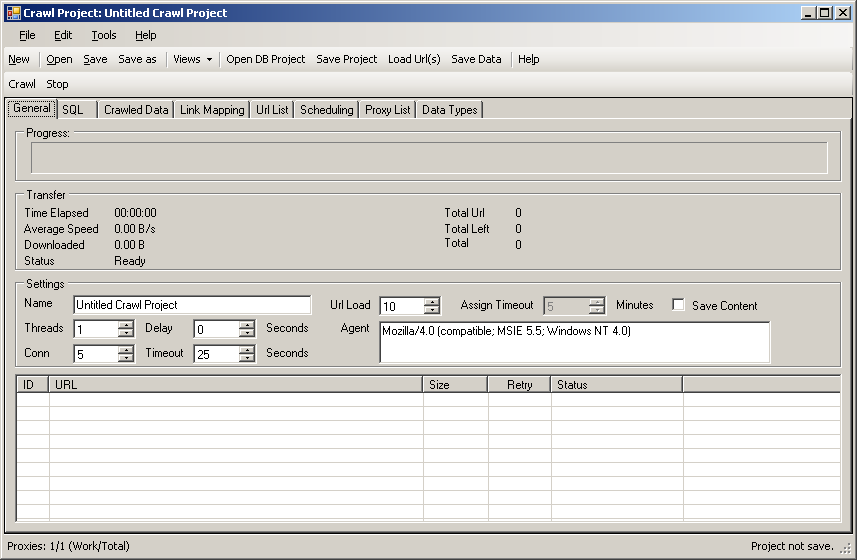 Crawl Project: Untitled Crawl Project
File Edit Tools Help
New Open Save Save as Views Open DB Project Save Project Load Url(s) Save Data Help
Crawl Stop
General SQL Crawled Data Link Mapping Url List Scheduling Proxy List Data Types
Progress:
Transfer
Time Elapsed 00:00:00 Total Url 0
Average Speed 0.00 B/s Total Left 0
Downloaded 0.00 B Total 0
Status Ready
Settings
Name Untitled Crawl Project Url Load 10 Assign Timeout 5 Minutes Save Content
Threads 1 Delay 0 Seconds Agent Mozilla/4.0 (compatible; MSIE 5.5; Windows NT 4.0)
Conn 5 Timeout 25 Seconds
ID URL Size Retry Status
Proxies: 1/1 (Work/Total) Project not save.